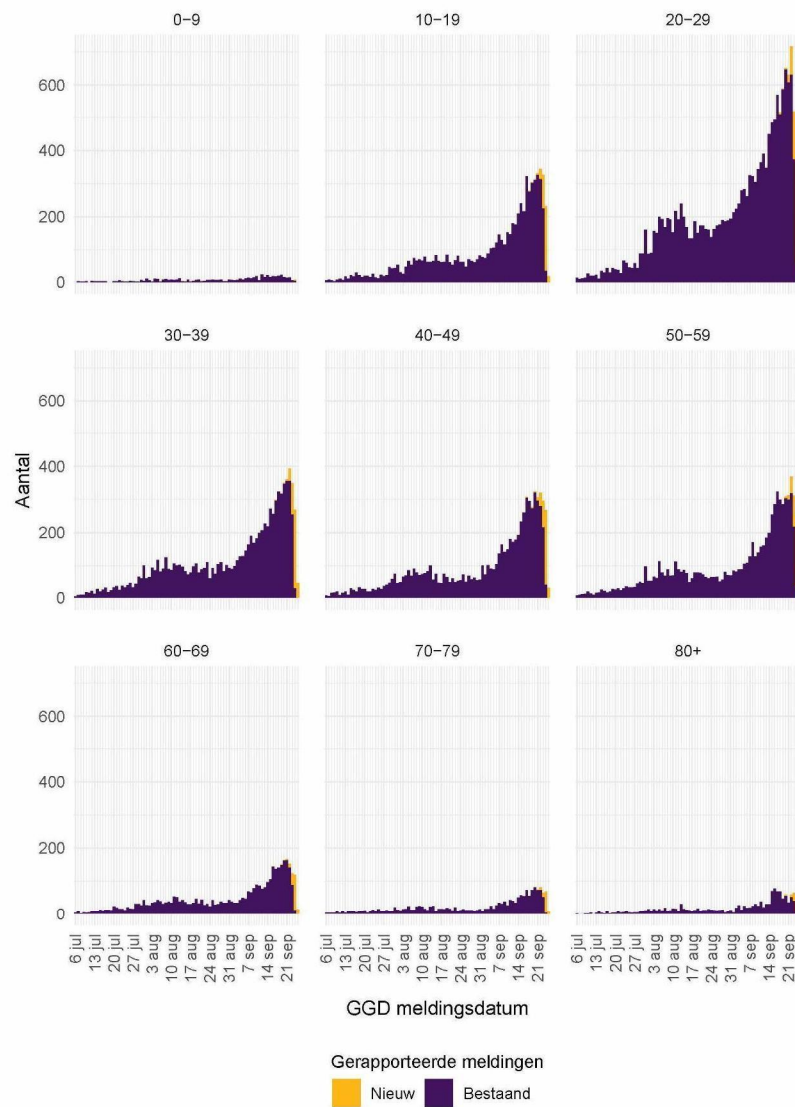 0−9
10−19
20−29
600
400
200
0
30−39
40−49
50−59
600
400
200
0
Aantal
60−69
70−79
80+
600
400
200
0
6 jul
13 jul
20 jul
27 jul
3 aug
10 aug
17 aug
24 aug
31 aug
7 sep
14 sep
21 sep
6 jul
13 jul
20 jul
27 jul
3 aug
10 aug
17 aug
24 aug
31 aug
7 sep
14 sep
21 sep
6 jul
13 jul
20 jul
27 jul
3 aug
10 aug
17 aug
24 aug
31 aug
7 sep
14 sep
21 sep
GGD meldingsdatum
Gerapporteerde meldingen
Nieuw
Bestaand